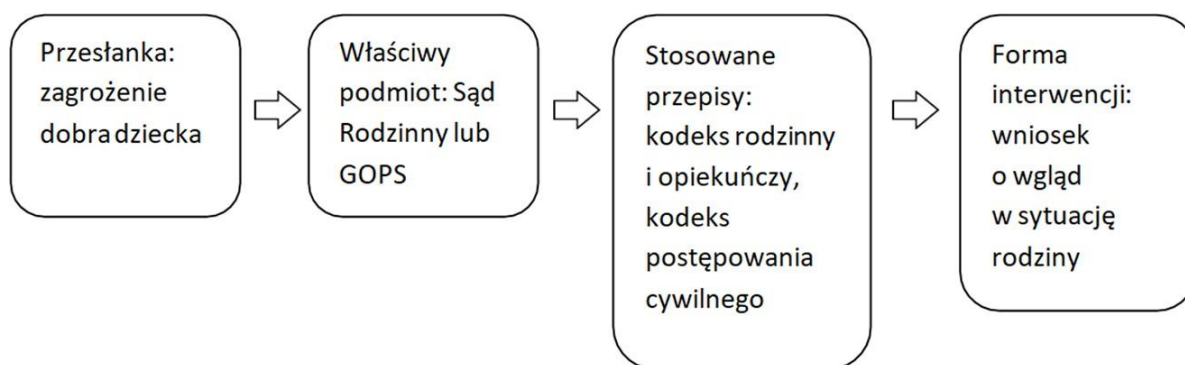 Przesłanka:
zagrożenie
dobra dziecka
Właściwy
podmiot: Sąd
Rodzinny lub
GOPS
Stosowane
przepisy:
kodeks rodzinny
i opiekuńczy,
kodeks
postępowania
cywilnego
Forma
interwencji:
wniosek
o wgląd
w sytuację
rodziny